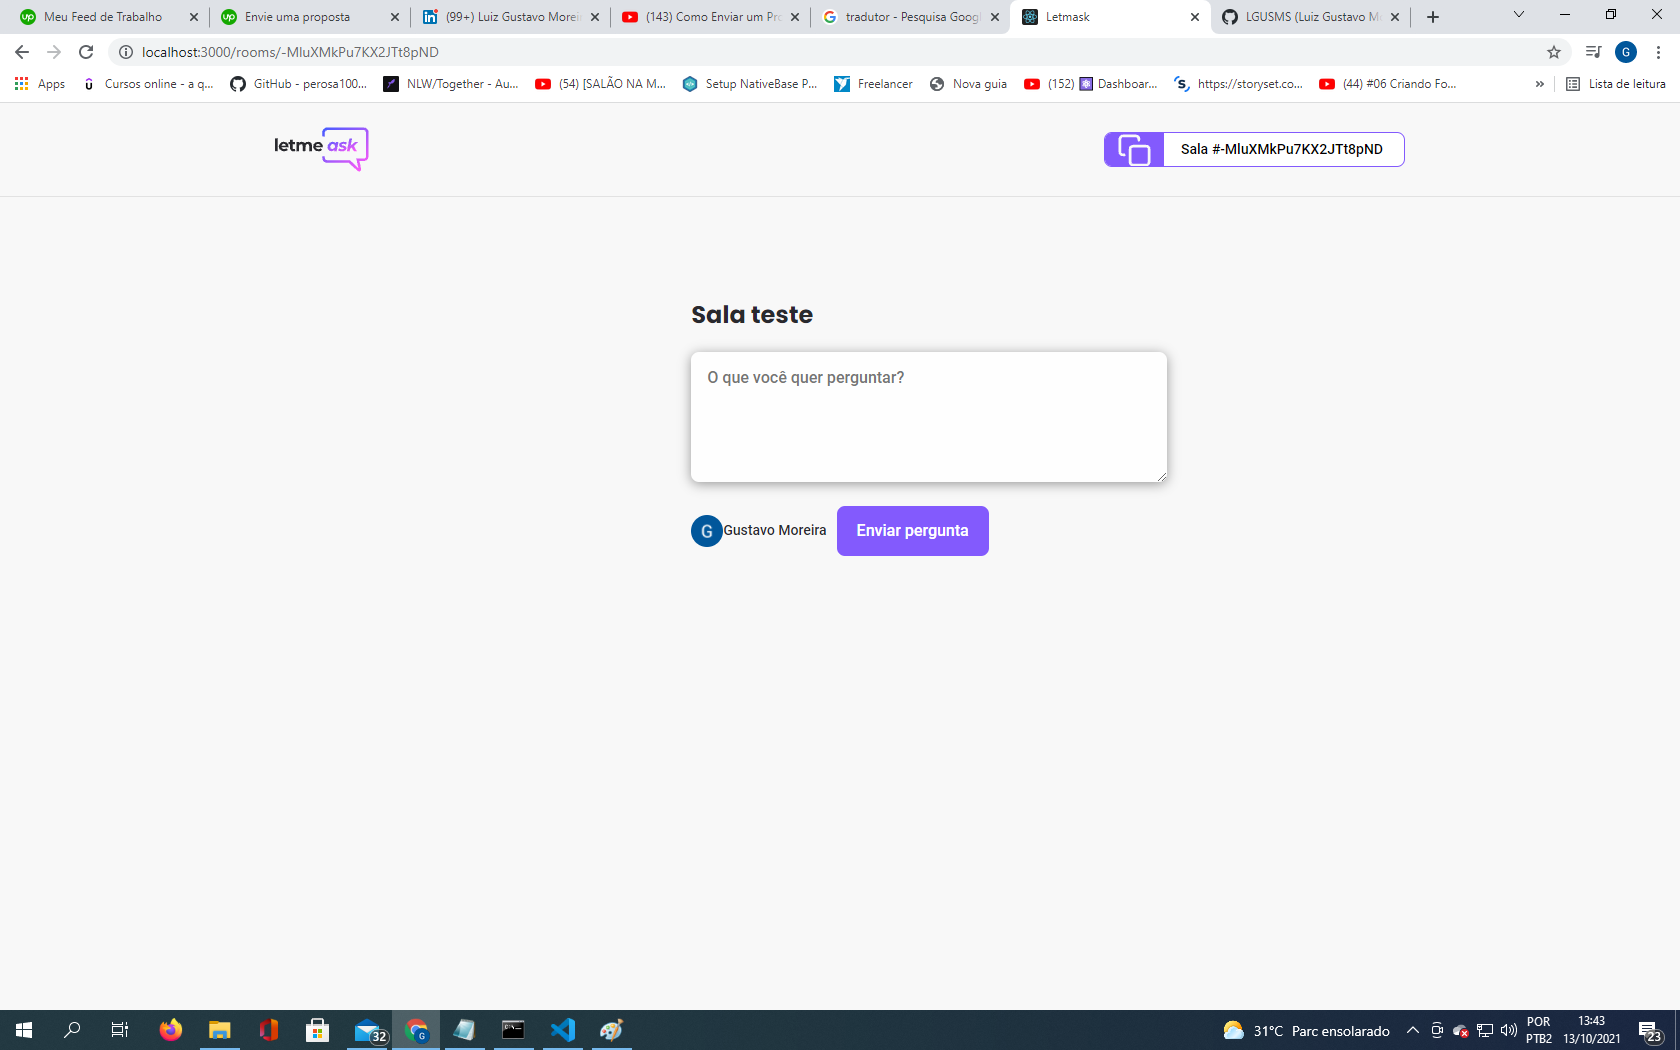 Meu Feed de Trabalho
Envie uma proposta
(99+) Luiz Gustavo Morei
(143) Como Enviar um Pr
tradutor - Pesquisa Goog
Letmask
LGUSMS (Luiz Gustavo M
localhost:3000/rooms/-MluXMkPu7KX2JTt8pND
G
Apps
Cursos online - a q...
GitHub - perosa100...
NLW/Together - Au...
(54) [SALÃO NA M...
Setup NativeBase P...
Freelancer
Nova guia
(152) Dashboar...
https://storyset.co...
(44) #06 Criando Fo...
»
Lista de leitura
letme ask
Sala #-MluXMkPu7KX2JTt8pND
Sala teste
O que você quer perguntar?
G Gustavo Moreira
Enviar pergunta
32
G
31°C Parc ensolarado
POR
PTB2
13:43
13/10/2021
23